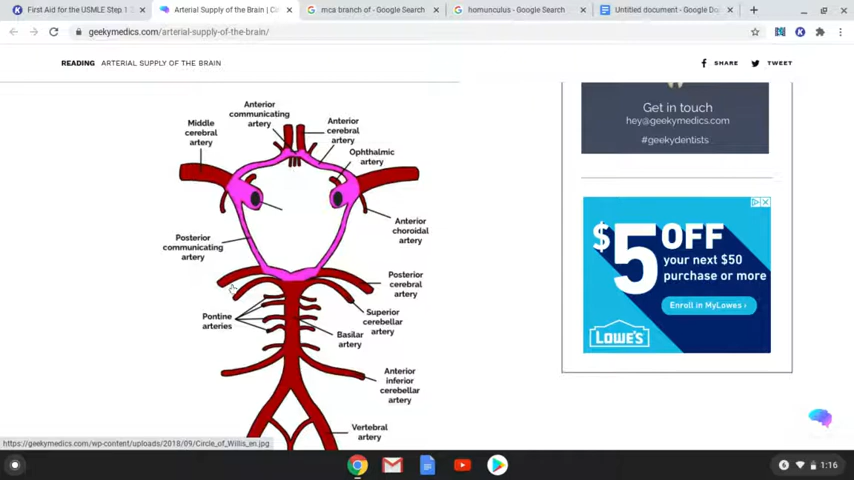 First Aid for the USMLE Step 1
Arterial Supply of the Brain | C
mca branch of - Google Search
homunculus - Google Search
Untitled document - Google Do
geekymedics.com/arterial-supply-of-the-brain/
READING ARTERIAL SUPPLY OF THE BRAIN
SHARE
TWEET
Anterior
communicating
artery
Middle
cerebral
artery
Anterior
cerebral
artery
Ophthalmic
artery
Anterior
choroidal
artery
Posterior
communicating
artery
Posterior
cerebral
artery
Superior
cerebellar
artery
Pontine
arteries
Basilar
artery
Anterior
inferior
cerebellar
artery
Vertebral
artery
Get in touch
hey@geekymedics.com
#geekydentists
$5 OFF
your next $50
purchase or more
Enroll in MyLowe's ›
LOWE'S
https://geekymedics.com/wp-content/uploads/2018/09/Circle_of_Willis_en.jpg
1:16